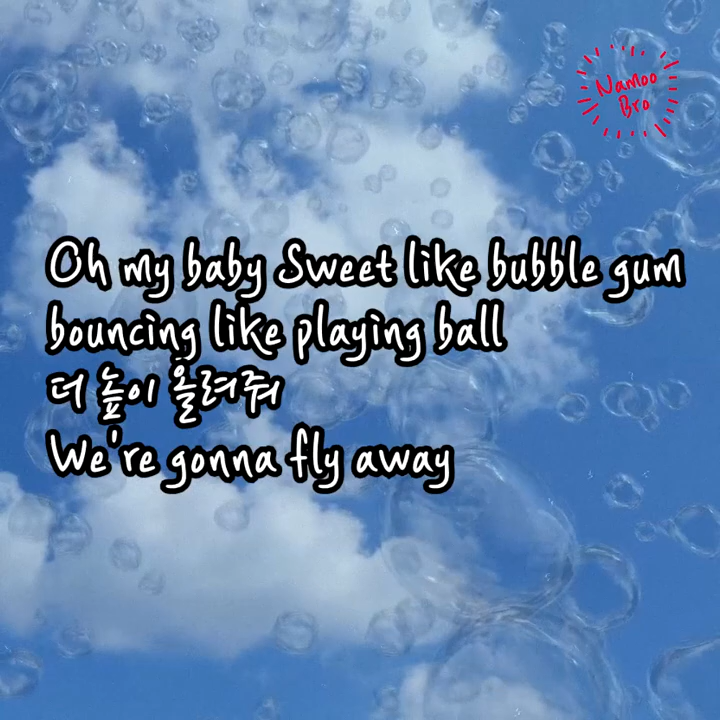 Namoo
Bro
Oh my baby Sweet like bubble gum
bouncing like playing ball
더 높이 올려줘
We're gonna fly away